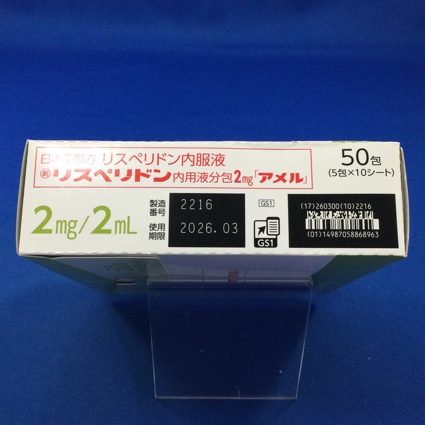 日本薬局方 リスペリドン内服液
劇 リスペリドン 内用液分包2mg「アメル」
50包
(5包×10シート)
2mg/2mL
製造番号 2216
使用期限 2026.03
GS1
GS1
(17)260300(10)2216
(01)14987058868963